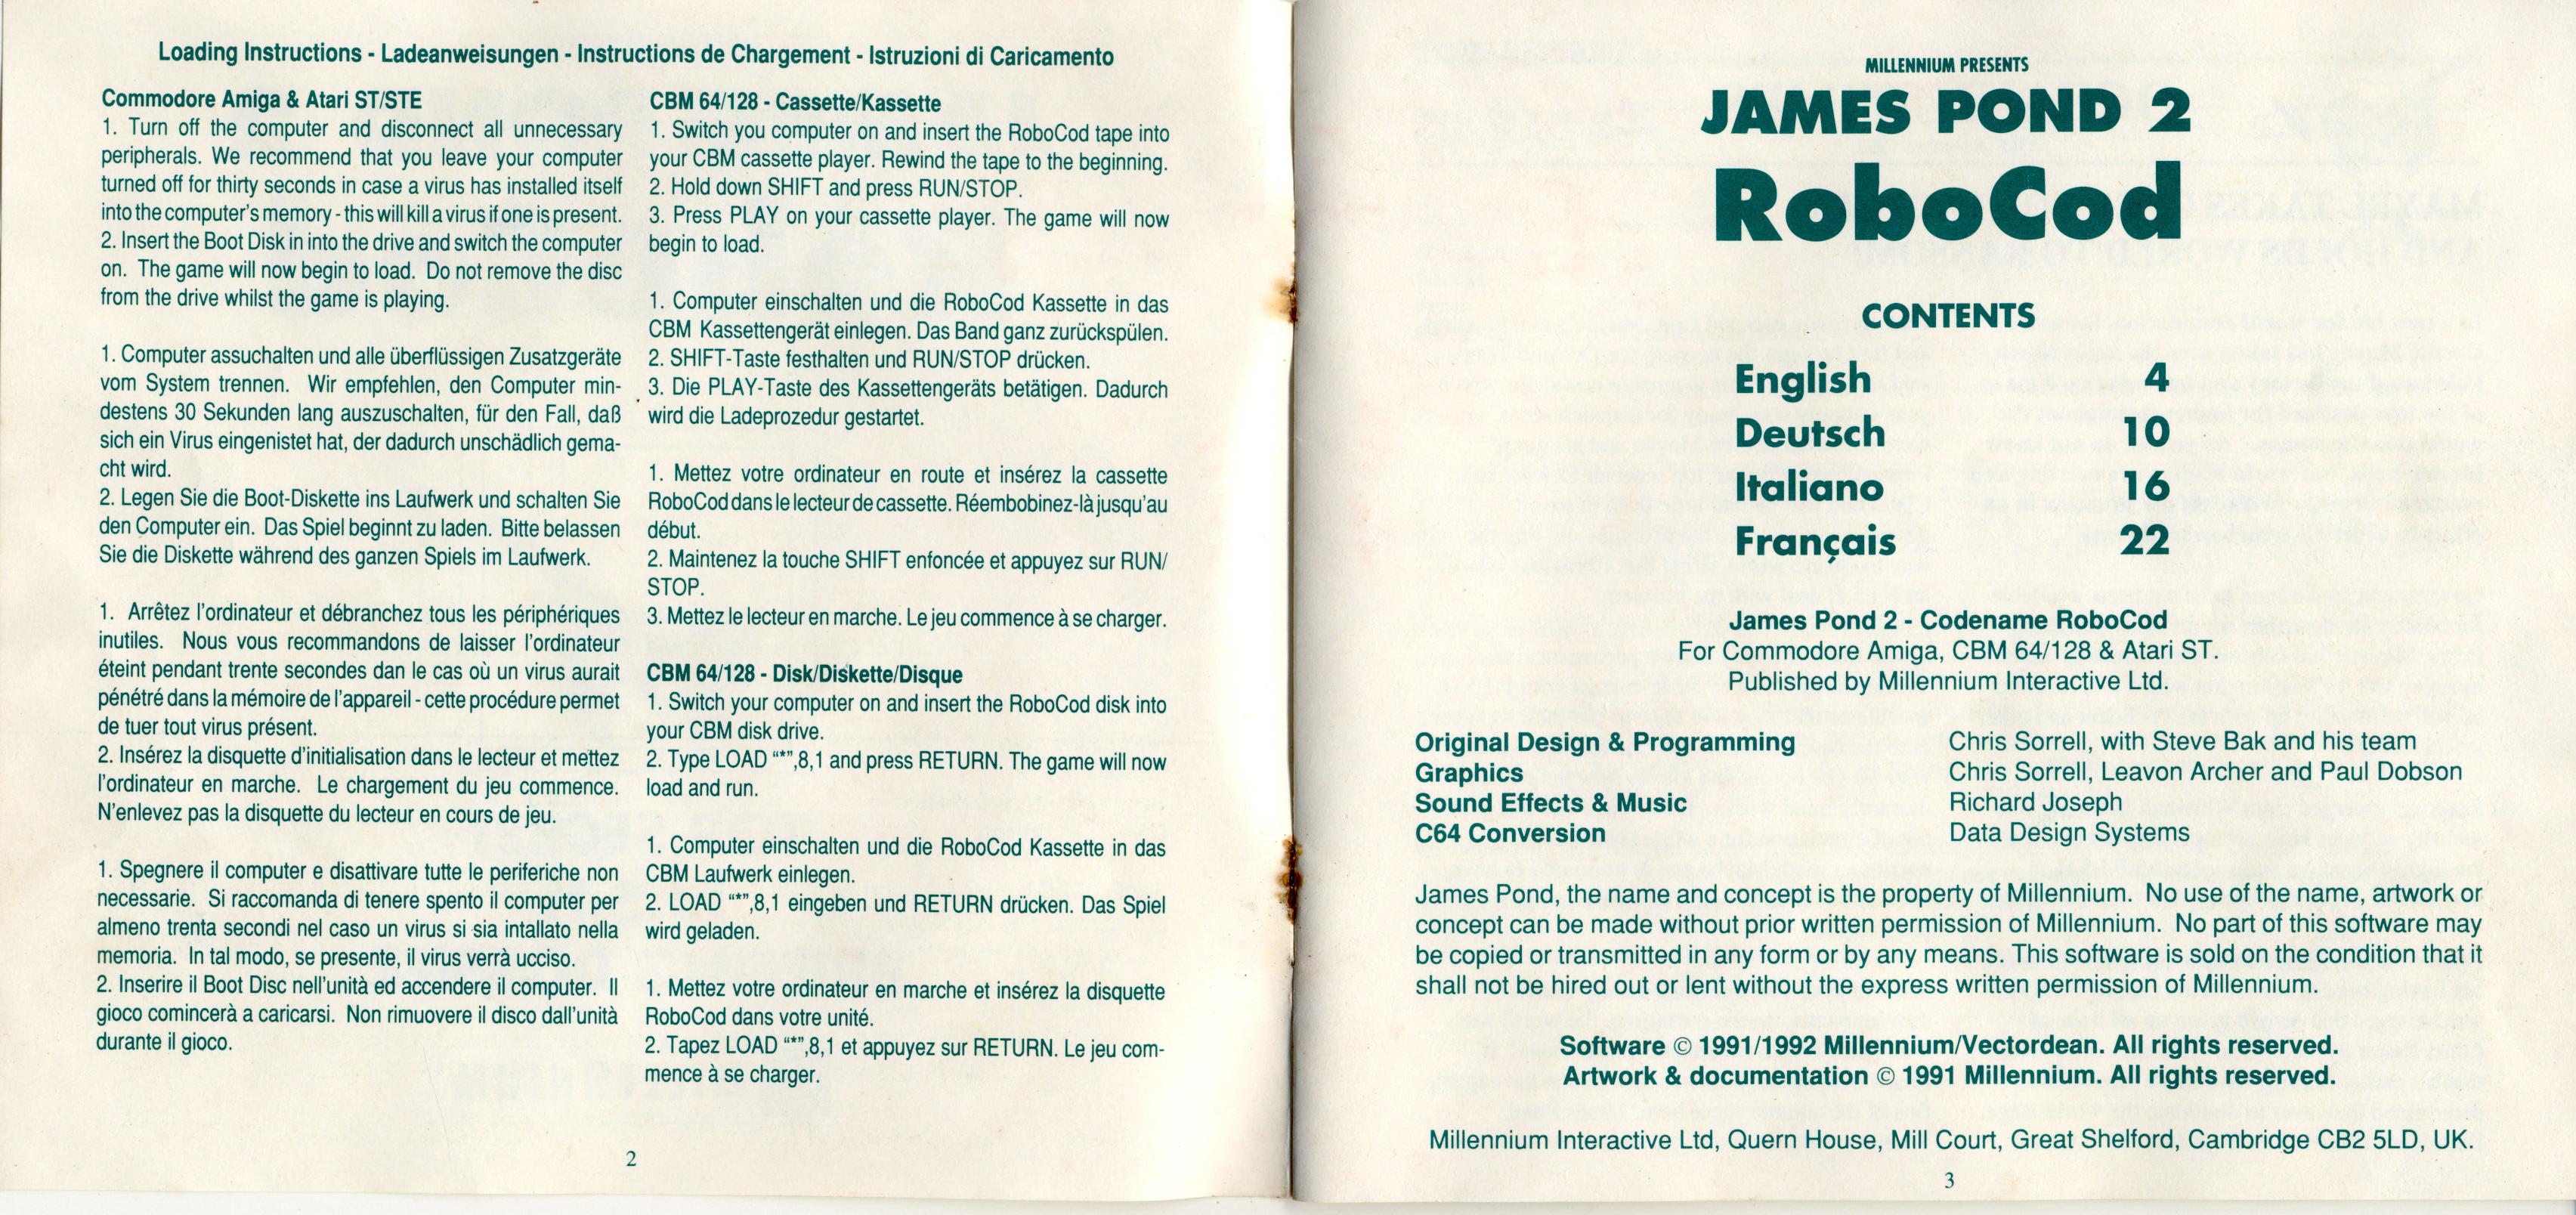 Loading Instructions - Ladeanweisungen - Instructions de Chargement - Istruzioni di Caricamento
Commodore Amiga & Atari ST/STE
1. Turn off the computer and disconnect all unnecessary
peripherals. We recommend that you leave your computer
turned off for thirty seconds in case a virus has installed itself
into the computer's memory - this will kill a virus if one is present.
2. Insert the Boot Disk in into the drive and switch the computer
on. The game will now begin to load. Do not remove the disc
from the drive whilst the game is playing.
1. Computer assuchalten und alle überflüssigen Zusatzgeräte
vom System trennen. Wir empfehlen, den Computer min-
destens 30 Sekunden lang auszuschalten, für den Fall, daß
sich ein Virus eingenistet hat, der dadurch unschädlich gema-
cht wird.
2. Legen Sie die Boot-Diskette ins Laufwerk und schalten Sie
den Computer ein. Das Spiel beginnt zu laden. Bitte belassen
Sie die Diskette während des ganzen Spiels im Laufwerk.
1. Arrêtez l'ordinateur et débranchez tous les périphériques
inutiles. Nous vous recommandons de laisser l'ordinateur
éteint pendant trente secondes dan le cas où un virus aurait
pénétré dans la mémoire de l'appareil - cette procédure permet
de tuer tout virus présent.
2. Insérez la disquette d'initialisation dans le lecteur et mettez
l'ordinateur en marche. Le chargement du jeu commence.
N'enlevez pas la disquette du lecteur en cours de jeu.
1. Spegnere il computer e disattivare tutte le periferiche non
necessarie. Si raccomanda di tenere spento il computer per
almeno trenta secondi nel caso un virus si sia intallato nella
memoria. In tal modo, se presente, il virus verrà ucciso.
2. Inserire il Boot Disc nell'unità ed accendere il computer. Il
gioco comincerà a caricarsi. Non rimuovere il disco dall'unità
durante il gioco.
CBM 64/128 - Cassette/Kassette
1. Switch you computer on and insert the RoboCod tape into
your CBM cassette player. Rewind the tape to the beginning.
2. Hold down SHIFT and press RUN/STOP.
3. Press PLAY on your cassette player. The game will now
begin to load.
1. Computer einschalten und die RoboCod Kassette in das
CBM Kassettengerät einlegen. Das Band ganz zurückspülen.
2. SHIFT-Taste festhalten und RUN/STOP drücken.
3. Die PLAY-Taste des Kassettengeräts betätigen. Dadurch
wird die Ladeprozedur gestartet.
1. Mettez votre ordinateur en route et insérez la cassette
RoboCod dans le lecteur de cassette. Réembobinez-là jusqu'au
début.
2. Maintenez la touche SHIFT enfoncée et appuyez sur RUN/
STOP.
3. Mettez le lecteur en marche. Le jeu commence à se charger.
CBM 64/128 - Disk/Diskette/Disque
1. Switch your computer on and insert the RoboCod disk into
your CBM disk drive.
2. Type LOAD “*”,8,1 and press RETURN. The game will now
load and run.
1. Computer einschalten und die RoboCod Kassette in das
CBM Laufwerk einlegen.
2. LOAD “*”,8,1 eingeben und RETURN drücken. Das Spiel
wird geladen.
1. Mettez votre ordinateur en marche et insérez la disquette
RoboCod dans votre unité.
2. Tapez LOAD “*”,8,1 et appuyez sur RETURN. Le jeu com-
mence à se charger.
2
MILLENNIUM PRESENTS
JAMES POND 2
RoboCod
CONTENTS
English 4
Deutsch 10
Italiano 16
Français 22
James Pond 2 - Codename RoboCod
For Commodore Amiga, CBM 64/128 & Atari ST.
Published by Millennium Interactive Ltd.
Original Design & Programming Chris Sorrell, with Steve Bak and his team
Graphics Chris Sorrell, Leavon Archer and Paul Dobson
Sound Effects & Music Richard Joseph
C64 Conversion Data Design Systems
James Pond, the name and concept is the property of Millennium. No use of the name, artwork or
concept can be made without prior written permission of Millennium. No part of this software may
be copied or transmitted in any form or by any means. This software is sold on the condition that it
shall not be hired out or lent without the express written permission of Millennium.
Software © 1991/1992 Millennium/Vectordean. All rights reserved.
Artwork & documentation © 1991 Millennium. All rights reserved.
Millennium Interactive Ltd, Quern House, Mill Court, Great Shelford, Cambridge CB2 5LD, UK.
3